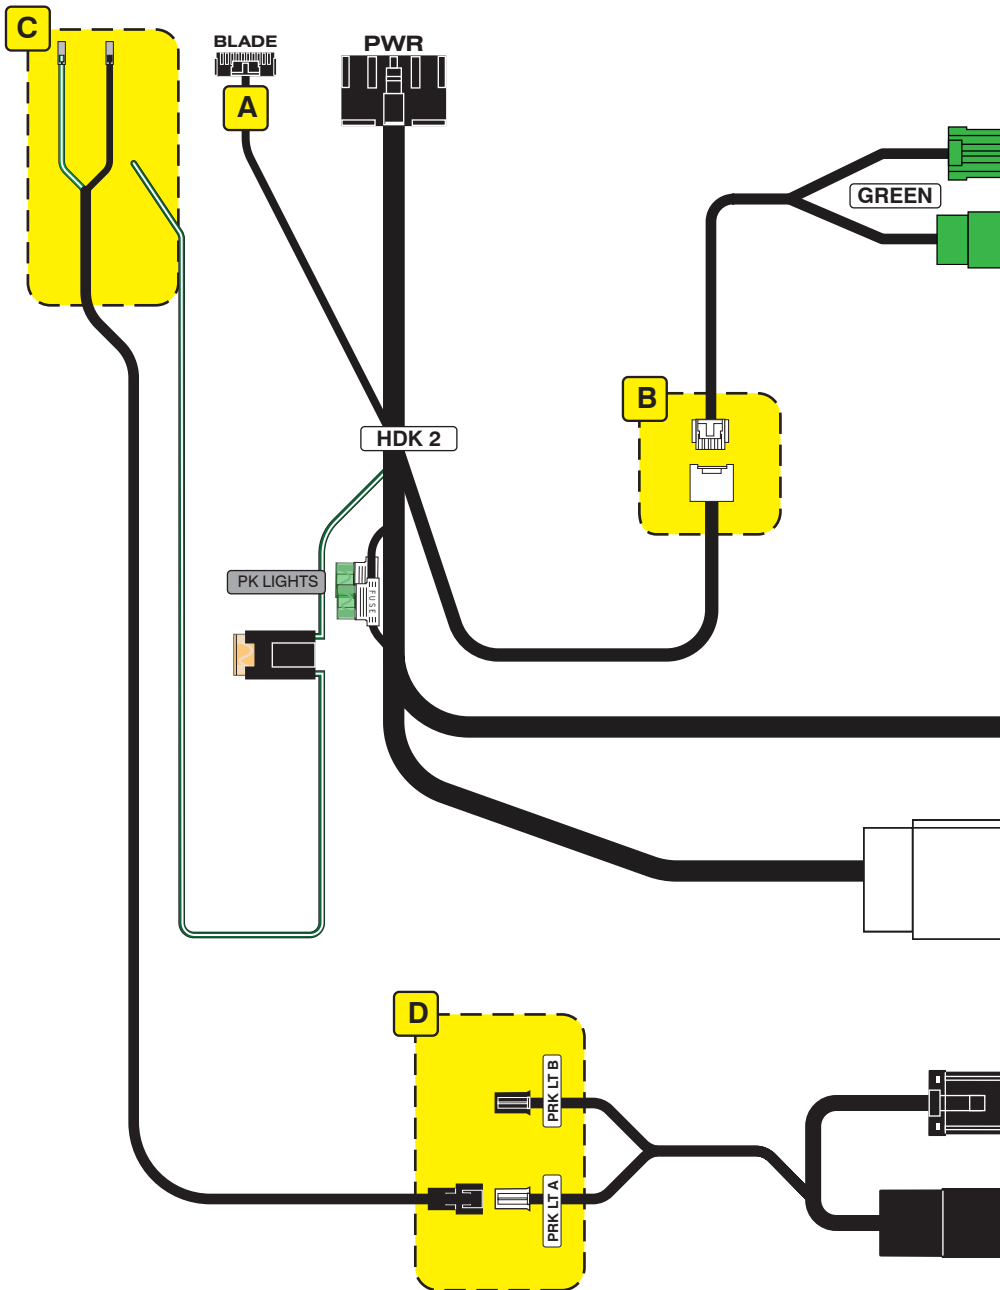 C
BLADE
PWR
A
GREEN
B
HDK 2
PK LIGHTS
FUSE
D
PRK LT B
PRK LT A